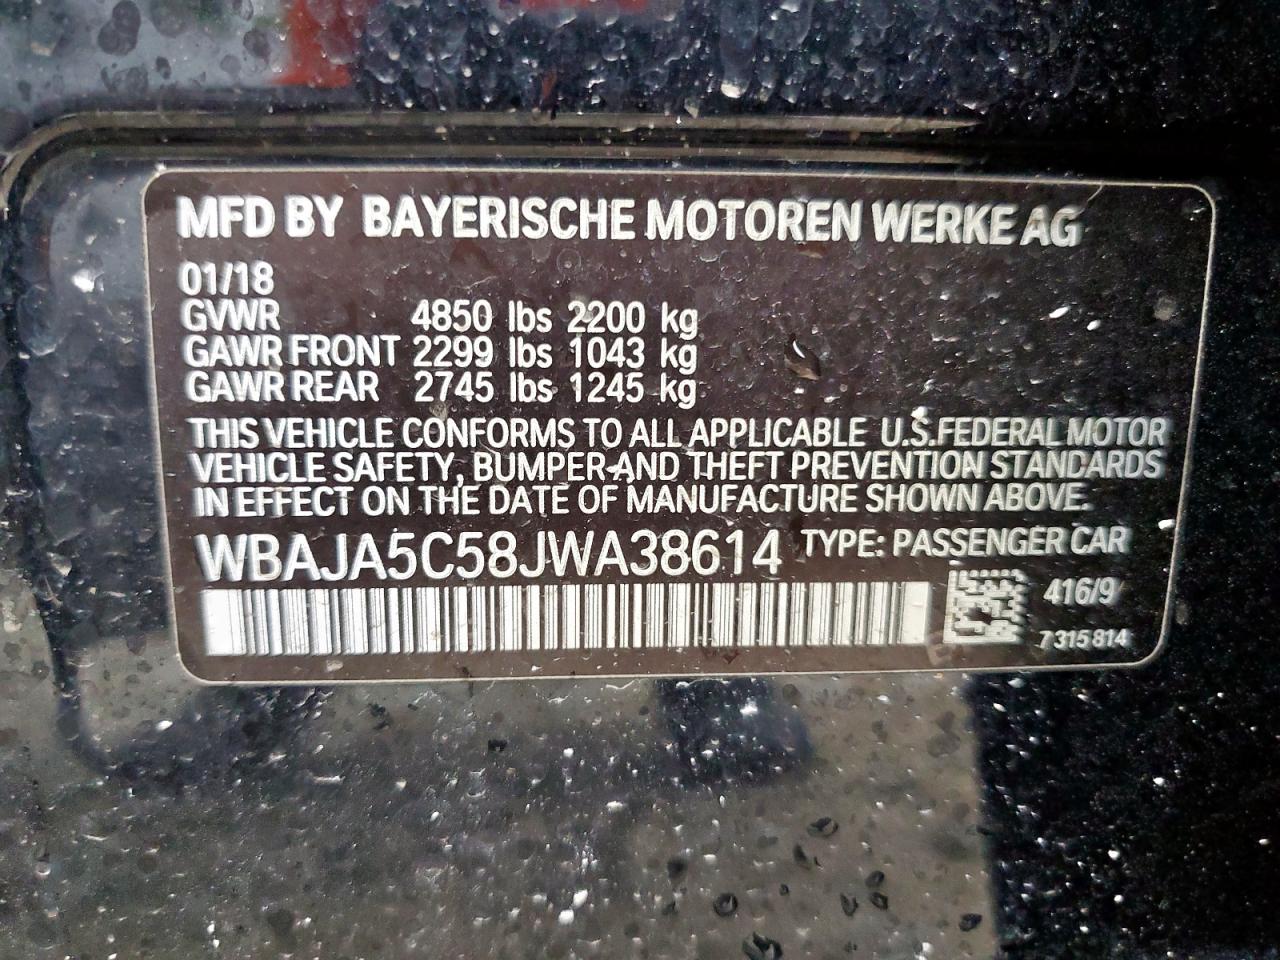 MFD BY BAYERISCHE MOTOREN WERKE AG
01/18
GVWR 4850 lbs 2200 kg
GAWR FRONT 2299 lbs 1043 kg
GAWR REAR 2745 lbs 1245 kg
THIS VEHICLE CONFORMS TO ALL APPLICABLE U.S.FEDERAL MOTOR
VEHICLE SAFETY, BUMPER AND THEFT PREVENTION STANDARDS
IN EFFECT ON THE DATE OF MANUFACTURE SHOWN ABOVE.
WBAJA5C58JWA38614 TYPE: PASSENGER CAR
416/9
7 315 814